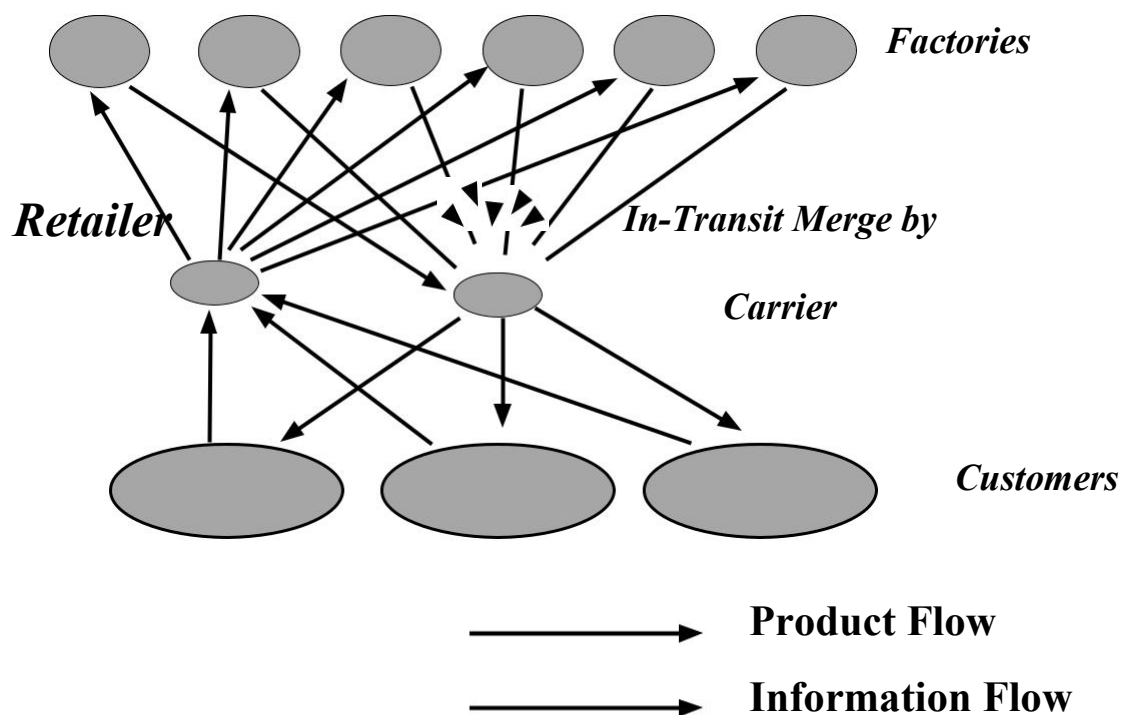 Factories
Retailer
In-Transit Merge by
Carrier
Customers
Product Flow
Information Flow